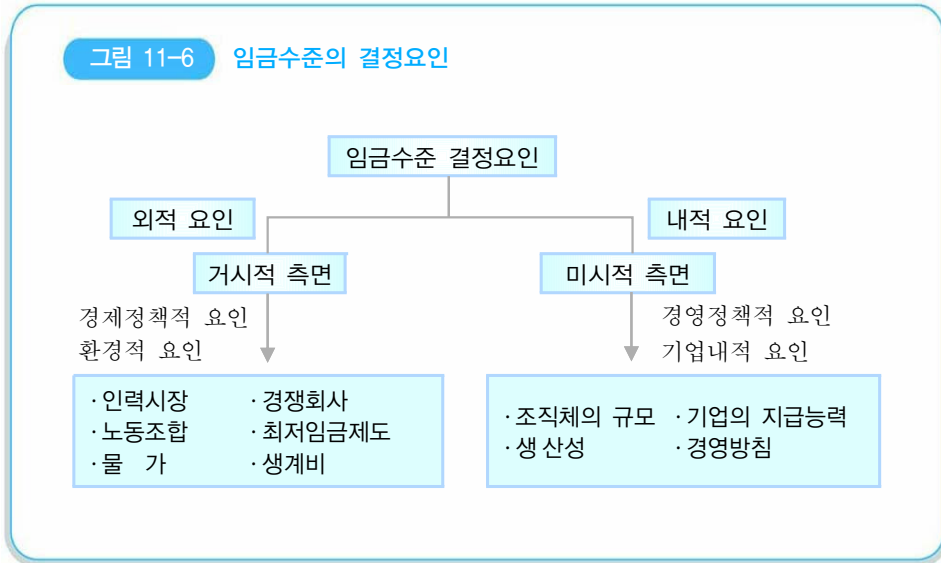 그림 11-6 임금수준의 결정요인
임금수준 결정요인
외적 요인
내적 요인
거시적 측면
미시적 측면
경제정책적 요인
환경적 요인
경영정책적 요인
기업내적 요인
·인력시장 ·경쟁회사
·노동조합 ·최저임금제도
·물 가 ·생계비
·조직체의 규모 ·기업의 지급능력
·생산성 ·경영방침